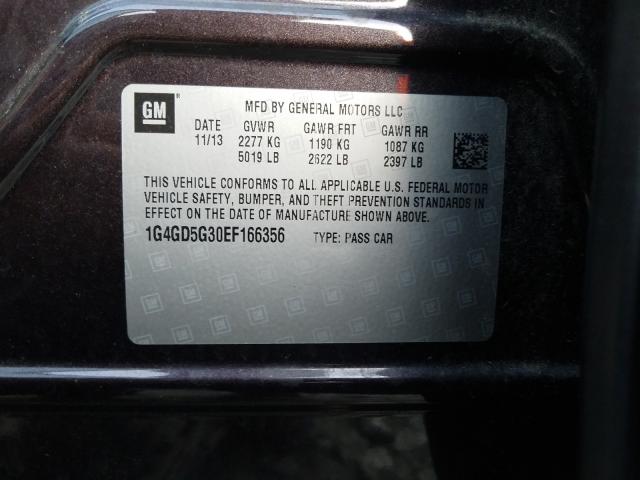 GM
MFD BY GENERAL MOTORS LLC
DATE GVWR GAWR FRT GAWR RR
11/13 2277 KG 1190 KG 1087 KG
5019 LB 2622 LB 2397 LB
THIS VEHICLE CONFORMS TO ALL APPLICABLE U.S. FEDERAL MOTOR
VEHICLE SAFETY, BUMPER, AND THEFT PREVENTION STANDARDS IN
EFFECT ON THE DATE OF MANUFACTURE SHOWN ABOVE.
1G4GD5G30EF166356 TYPE: PASS CAR